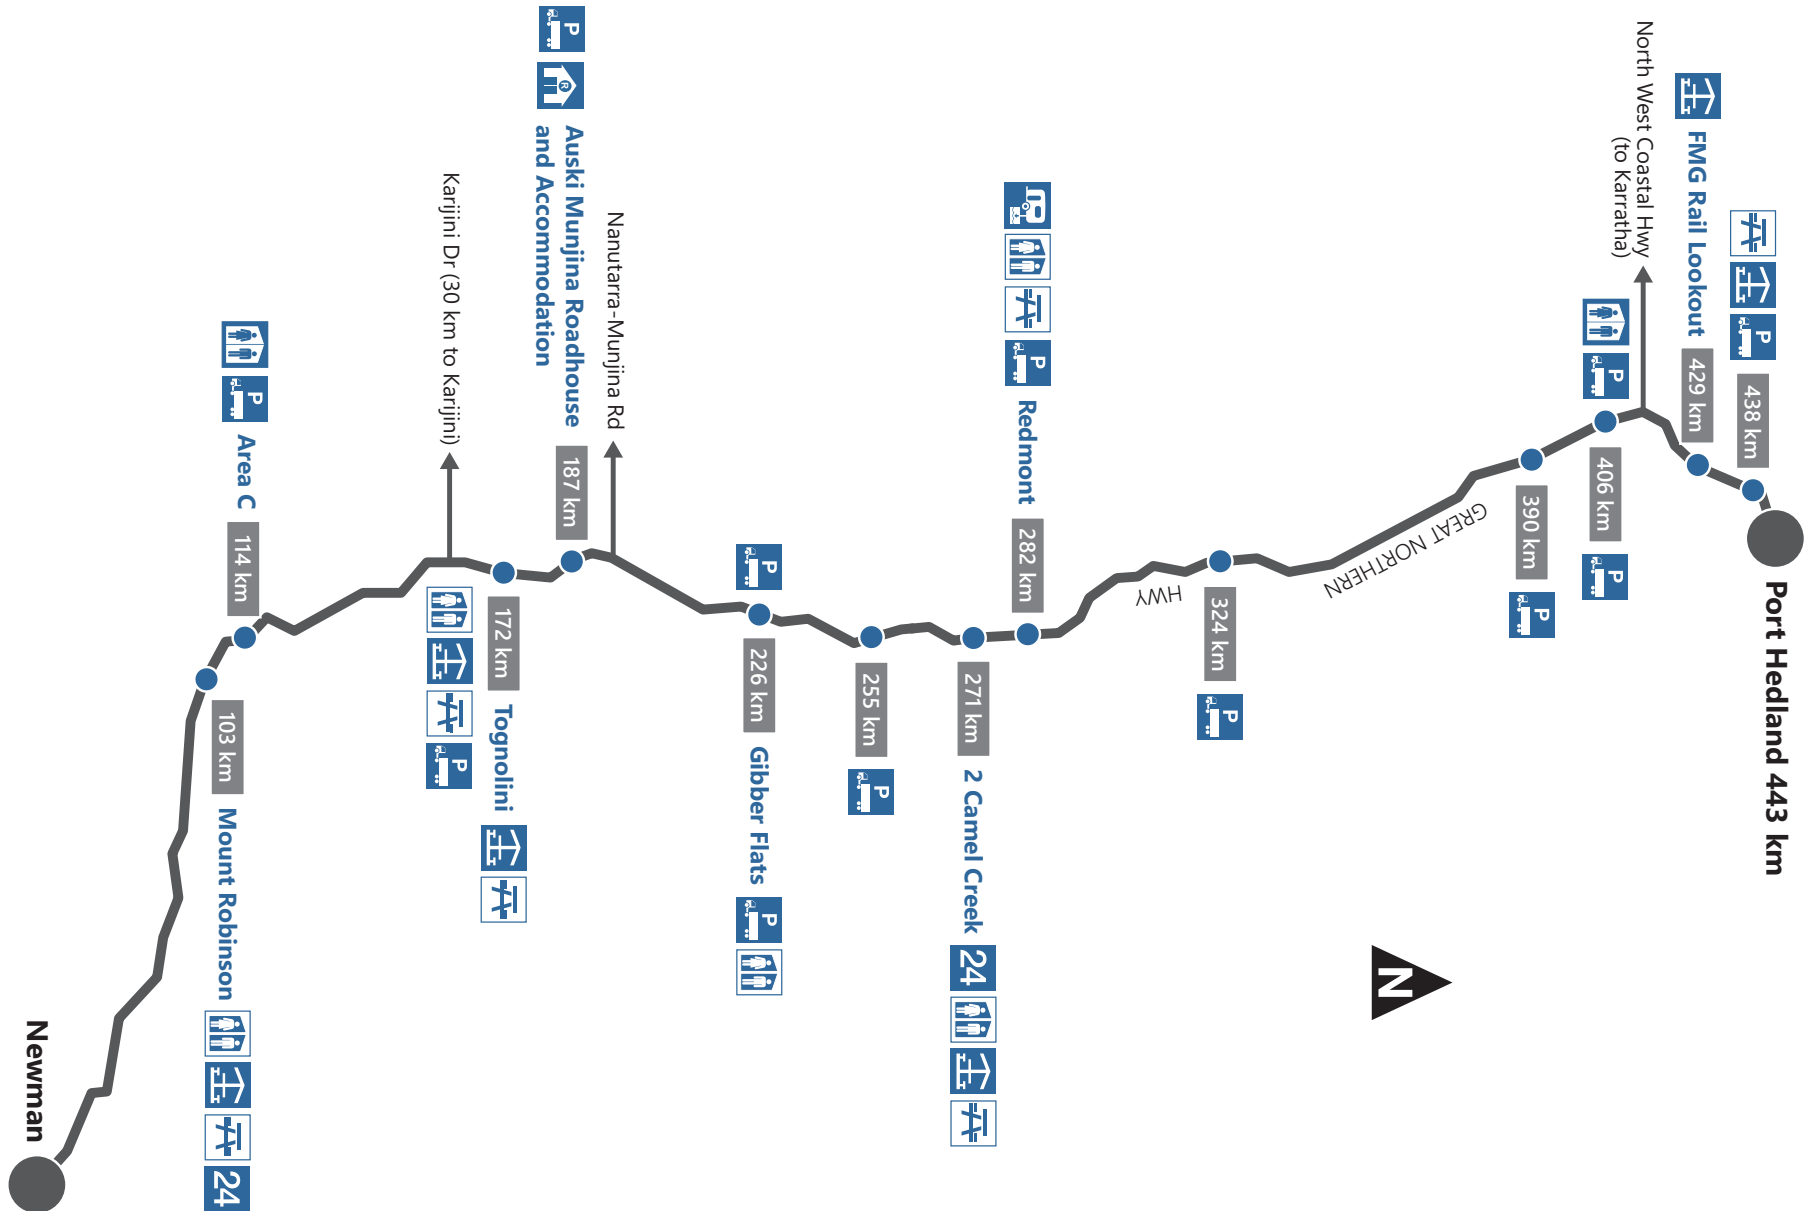 Port Hedland 443 km
438 km
P
FMG Rail Lookout
429 km
North West Coastal Hwy
(to Karratha)
P
406 km
P
390 km
P
GREAT NORTHERN
HWY
324 km
P
P
Redmont
282 km
271 km
2 Camel Creek
24
255 km
P
P
226 km
Gibber Flats
P
Nanutarra-Munjina Rd
P
R
Auski Munjina Roadhouse
and Accommodation
187 km
172 km
Tognolini
P
Karijini Dr (30 km to Karijini)
P
Area C
114 km
103 km
Mount Robinson
24
Newman
N